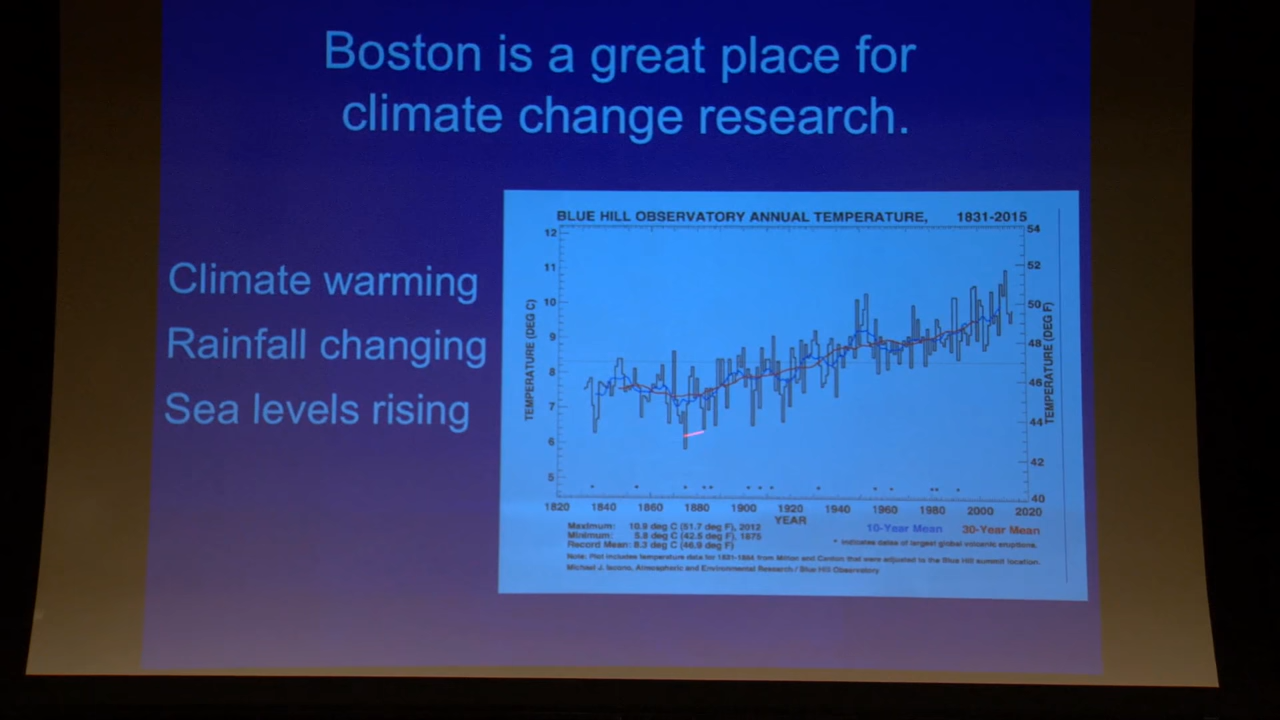 Boston is a great place for
climate change research.
Climate warming
Rainfall changing
Sea levels rising
BLUE HILL OBSERVATORY ANNUAL TEMPERATURE, 1831-2015
12
11
10
9
8
7
6
5
TEMPERATURE (DEG C)
54
52
50
48
46
44
42
40
TEMPERATURE (DEG F)
1820 1840 1860 1880 1900 1920 1940 1960 1980 2000 2020
YEAR
10-Year Mean 30-Year Mean
Maximum: 10.9 deg C (51.7 deg F), 2012
Minimum: 5.8 deg C (42.5 deg F), 1875
Record Mean: 8.3 deg C (46.9 deg F)
* Indicates dates of largest global volcanic eruptions.
Note: Plot includes temperature data for 1831-1884 from Milton and Canton that were adjusted to the Blue Hill summit location.
Michael J. Iacono, Atmospheric and Environmental Research / Blue Hill Observatory